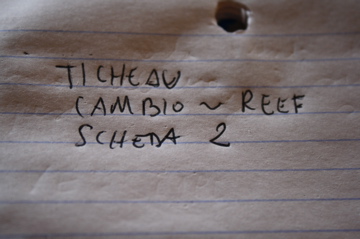 TICHEAU
CAMBIO ~ REEF
SCHEDA 2